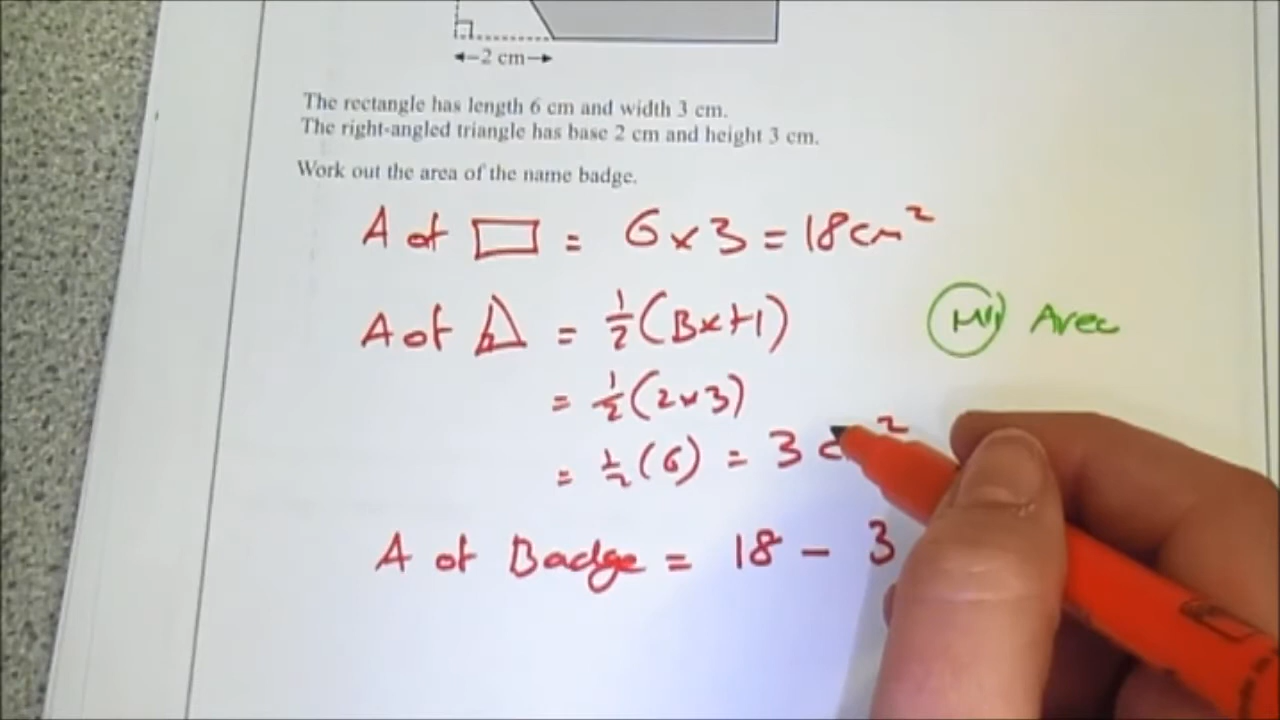 2 cm
The rectangle has length 6 cm and width 3 cm.
The right-angled triangle has base 2 cm and height 3 cm.
Work out the area of the name badge.
A of = 6 x 3 = 18cm²
A of = 1/2 (B x H)
Area
= 1/2 (2 x 3)
= 1/2 (6) = 3 c ²
A of Badge = 18 - 3